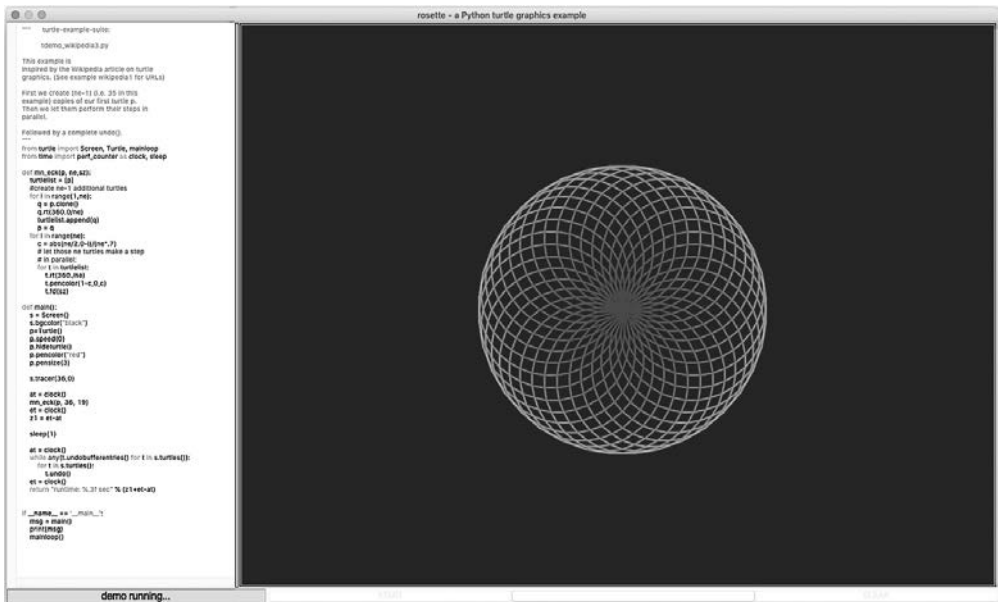 rosette - a Python turtle graphics example
""" turtle-example-suite:
tdemo_wikipedia3.py
This example is
inspired by the Wikipedia article on turtle
graphics. (See example wikipedia1 for URLs)
First we create (ne-1) (i.e. 35 in this
example) copies of our first turtle p.
Then we let them perform their steps in
parallel.
Followed by a complete undo().
"""
from turtle import Screen, Turtle, mainloop
from time import perf_counter as clock, sleep
def mn_eck(p, ne,sz):
turtlelist = [p]
#create ne-1 additional turtles
for i in range(1,ne):
q = p.clone()
q.rt(360.0/ne)
turtlelist.append(q)
p = q
for i in range(ne):
c = abs(ne/2.0-i)/(ne*.7)
# let those ne turtles make a step
# in parallel:
for t in turtlelist:
t.rt(360./ne)
t.pencolor(1-c,0,c)
t.fd(sz)
def main():
s = Screen()
s.bgcolor("black")
p=Turtle()
p.speed(0)
p.hideturtle()
p.pencolor("red")
p.pensize(3)
s.tracer(36,0)
at = clock()
mn_eck(p, 36, 19)
et = clock()
z1 = et-at
sleep(1)
at = clock()
while any(t.undobufferentries() for t in s.turtles()):
for t in s.turtles():
t.undo()
et = clock()
return "runtime: %.3f sec" % (z1+et-at)
if __name__ == '__main__':
msg = main()
print(msg)
mainloop()
demo running...
START
CLEAR